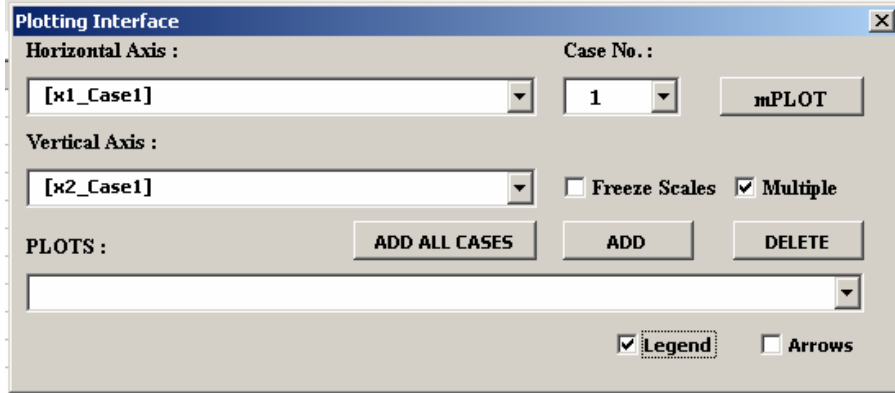 Plotting Interface
Horizontal Axis :
Case No. :
[x1_Case1]
1
mPLOT
Vertical Axis :
[x2_Case1]
Freeze Scales
Multiple
PLOTS :
ADD ALL CASES
ADD
DELETE
Legend
Arrows